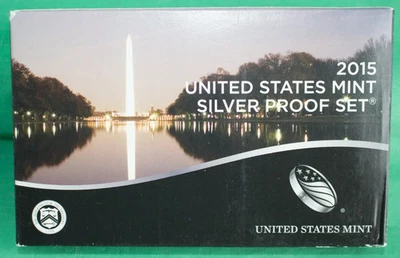 2015
UNITED STATES MINT
SILVER PROOF SET®
UNITED STATES MINT